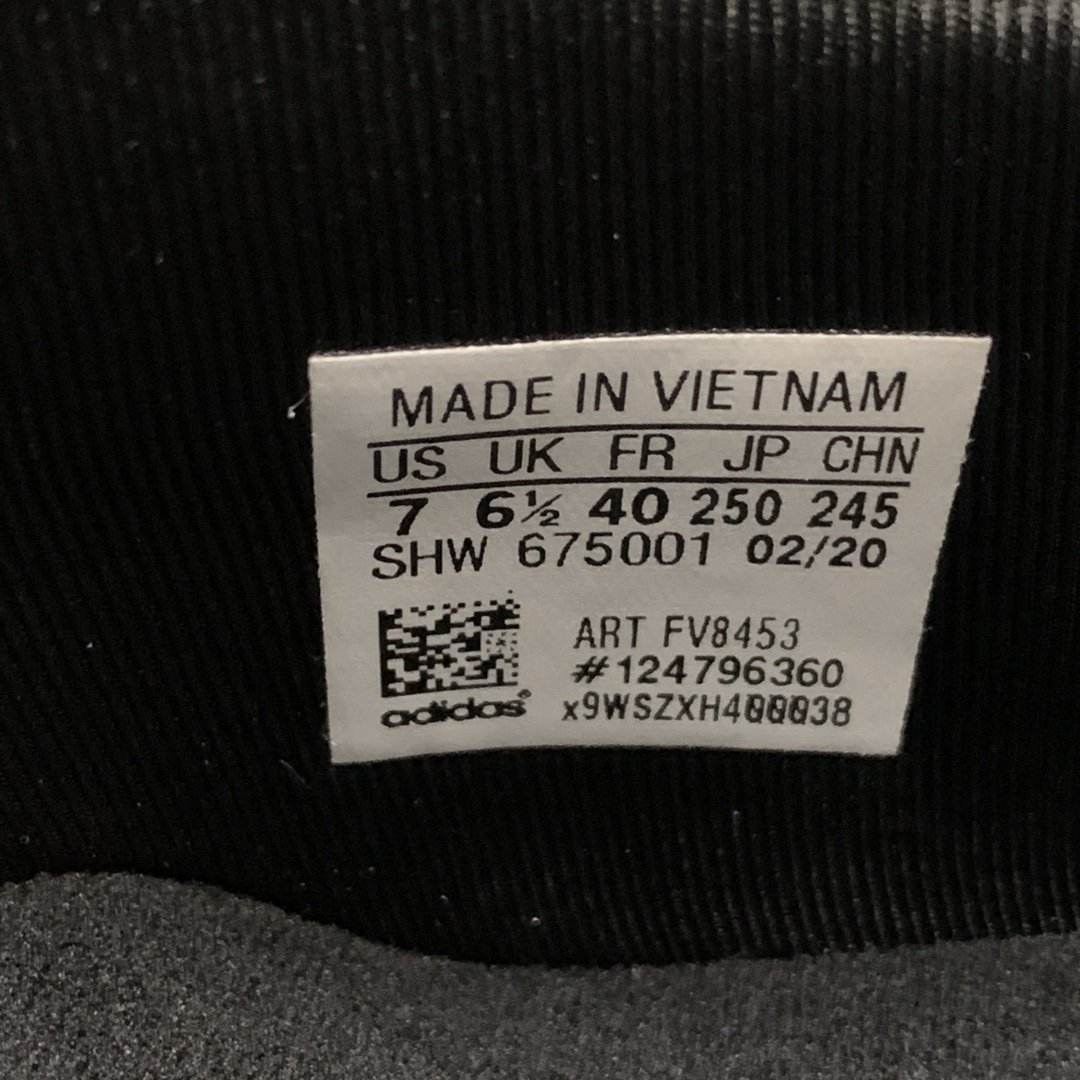 MADE IN VIETNAM
US UK FR JP CHN
7 6½ 40 250 245
SHW 675001 02/20
ART FV8453
#124796360
adidas® x9WSZXH400038